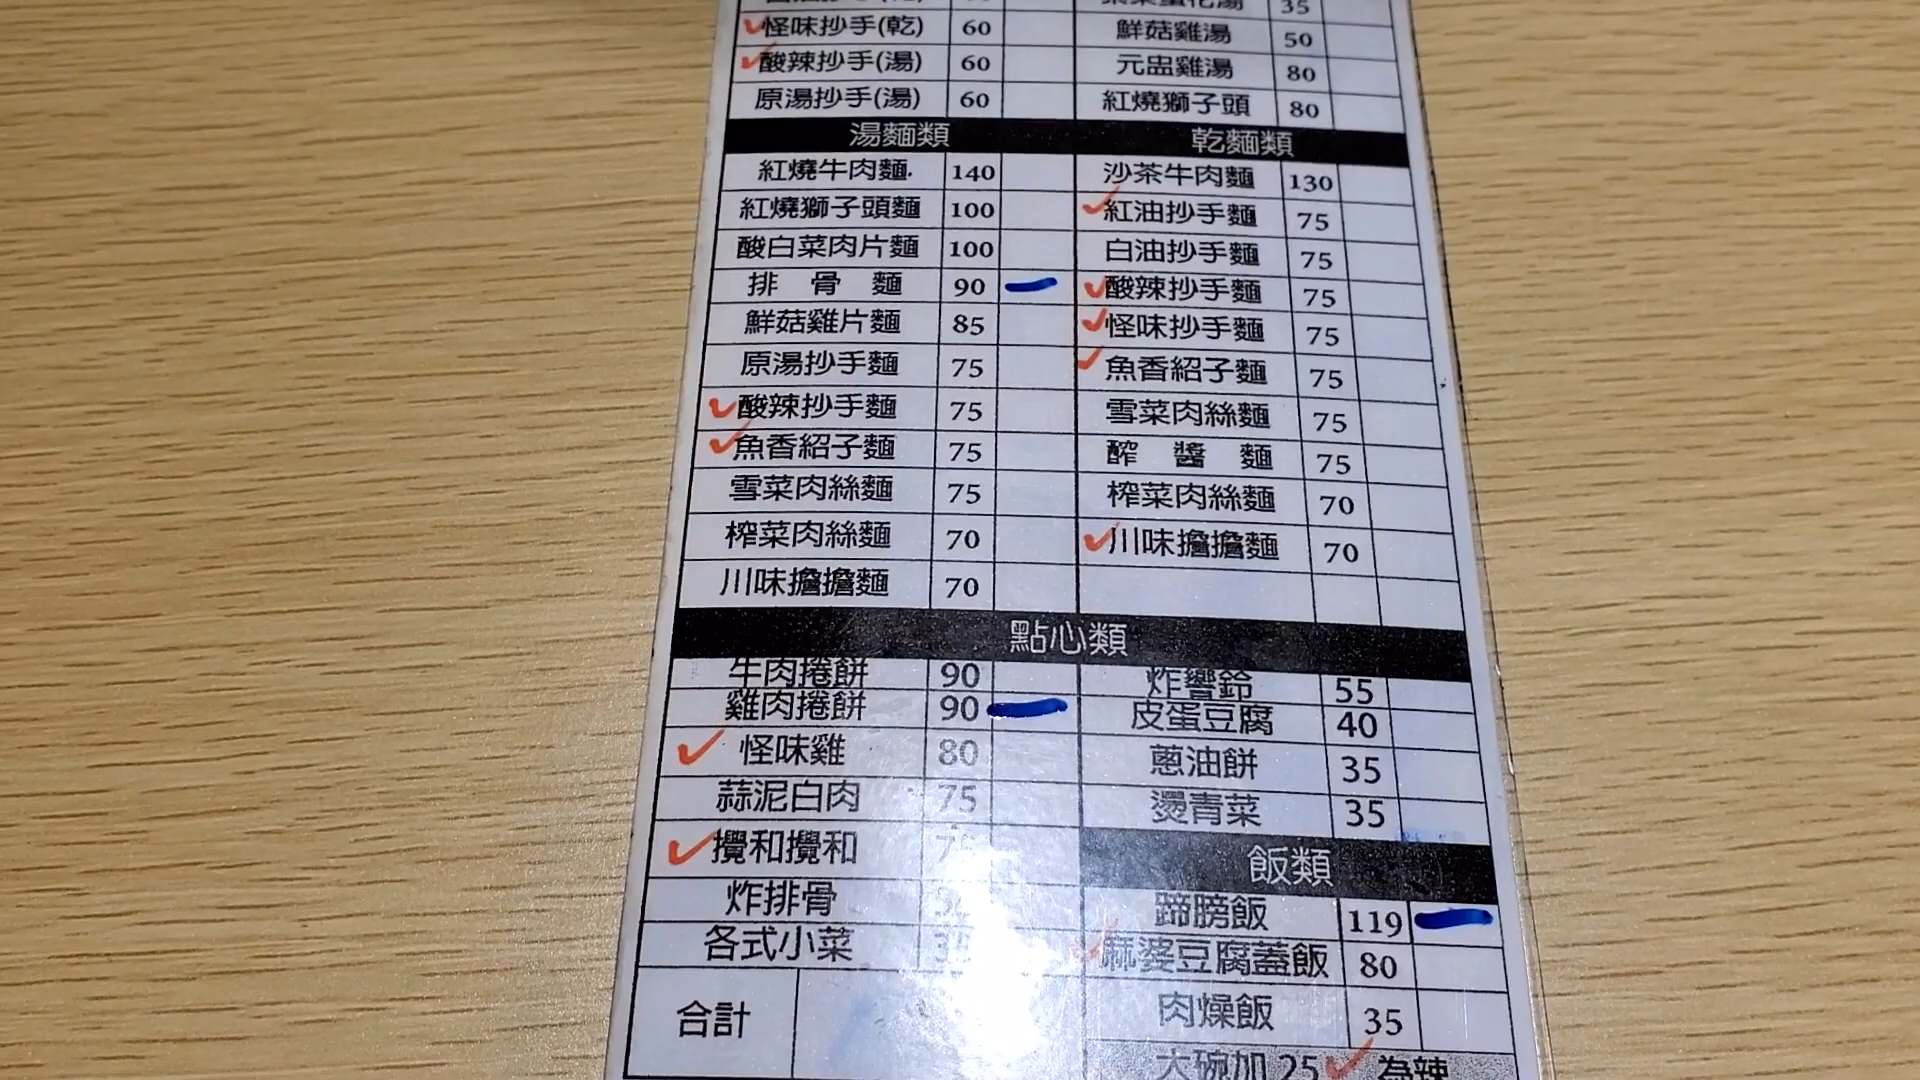 怪味抄手(乾) 60
酸辣抄手(湯) 60
原湯抄手(湯) 60
35
鮮菇雞湯 50
元盅雞湯 80
紅燒獅子頭 80
湯麵類
紅燒牛肉麵 140
紅燒獅子頭麵 100
酸白菜肉片麵 100
排骨麵 90
鮮菇雞片麵 85
原湯抄手麵 75
酸辣抄手麵 75
魚香紹子麵 75
雪菜肉絲麵 75
榨菜肉絲麵 70
川味擔擔麵 70
乾麵類
沙茶牛肉麵 130
紅油抄手麵 75
白油抄手麵 75
酸辣抄手麵 75
怪味抄手麵 75
魚香紹子麵 75
雪菜肉絲麵 75
醡醬麵 75
榨菜肉絲麵 70
川味擔擔麵 70
點心類
牛肉捲餅 90
雞肉捲餅 90
怪味雞 80
蒜泥白肉 75
攪和攪和
炸排骨
各式小菜
合計
炸響鈴 55
皮蛋豆腐 40
蔥油餅 35
燙青菜 35
飯類
蹄膀飯 119
麻婆豆腐蓋飯 80
肉燥飯 35
大碗加 25 為辣